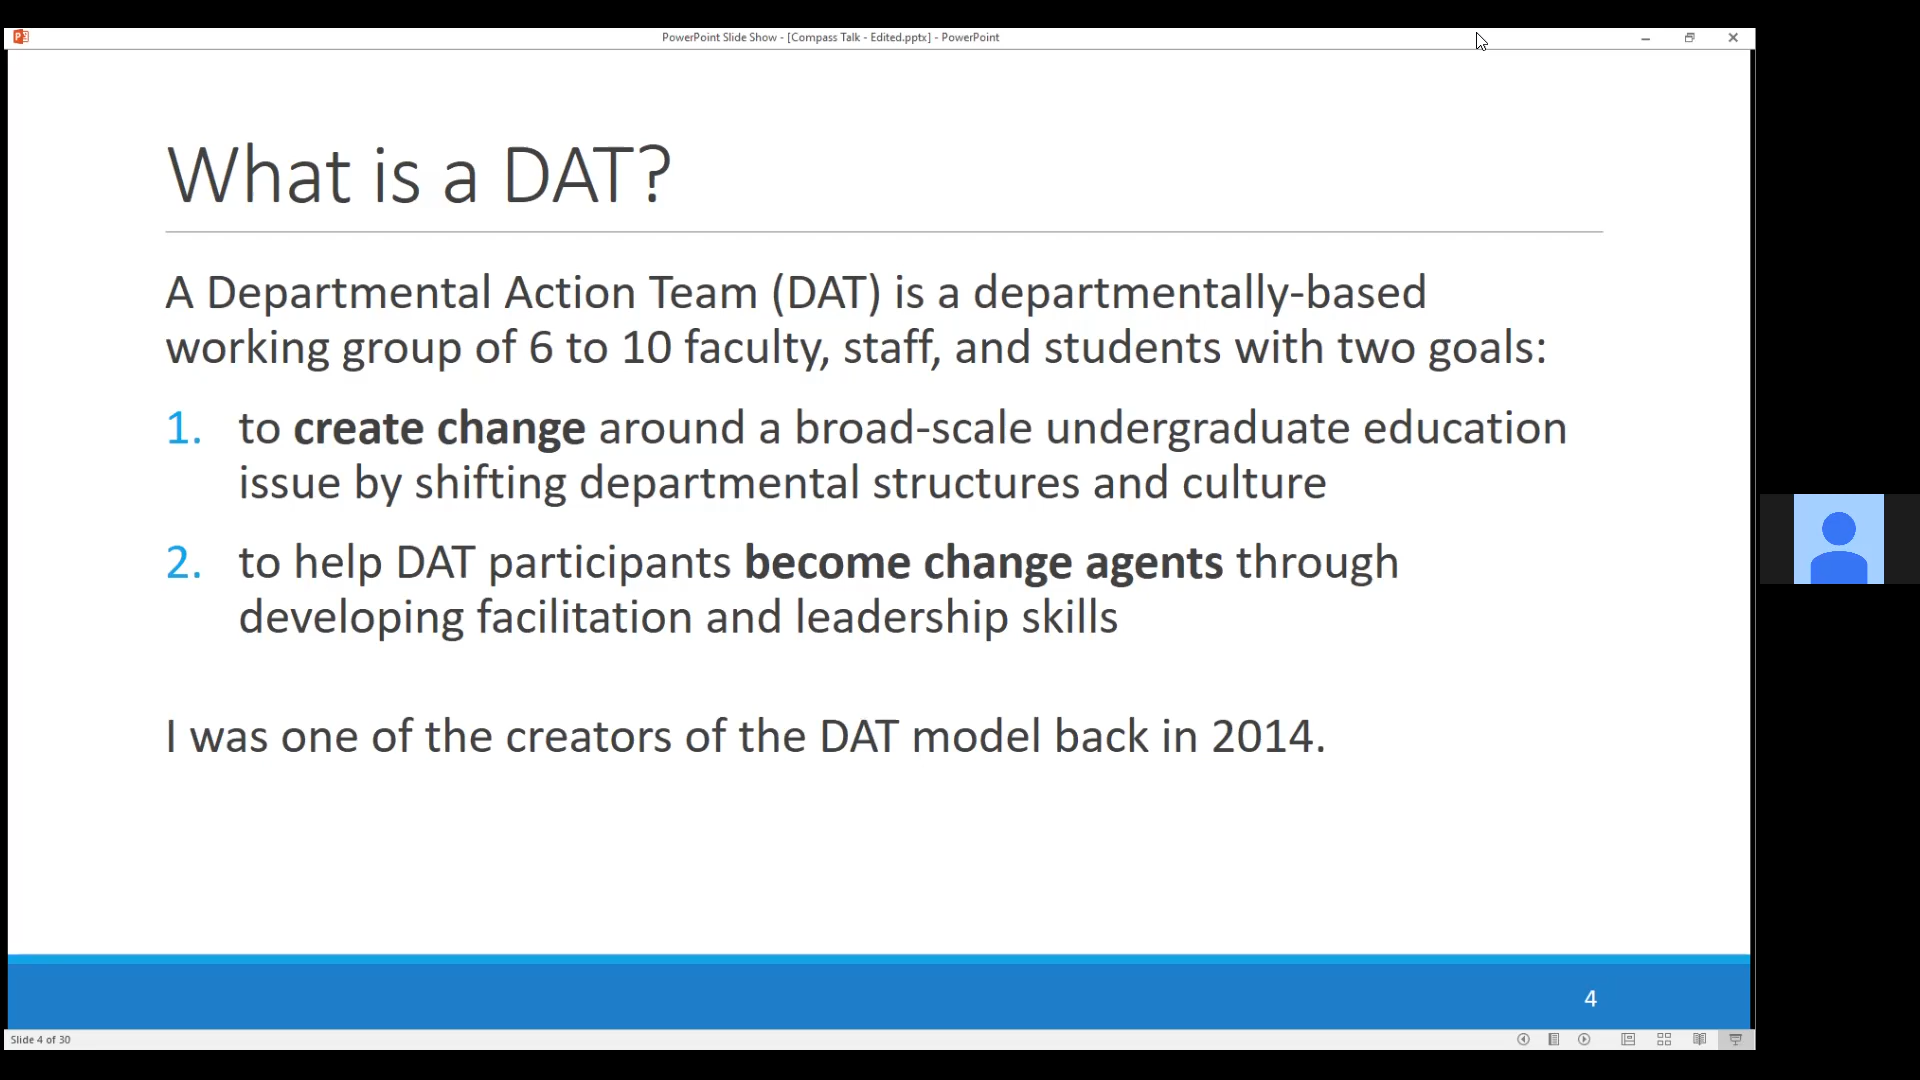 PowerPoint Slide Show - [Compass Talk - Edited.pptx] - PowerPoint
What is a DAT?
A Departmental Action Team (DAT) is a departmentally-based
working group of 6 to 10 faculty, staff, and students with two goals:
1. to create change around a broad-scale undergraduate education
issue by shifting departmental structures and culture
2. to help DAT participants become change agents through
developing facilitation and leadership skills
I was one of the creators of the DAT model back in 2014.
4
Slide 4 of 30